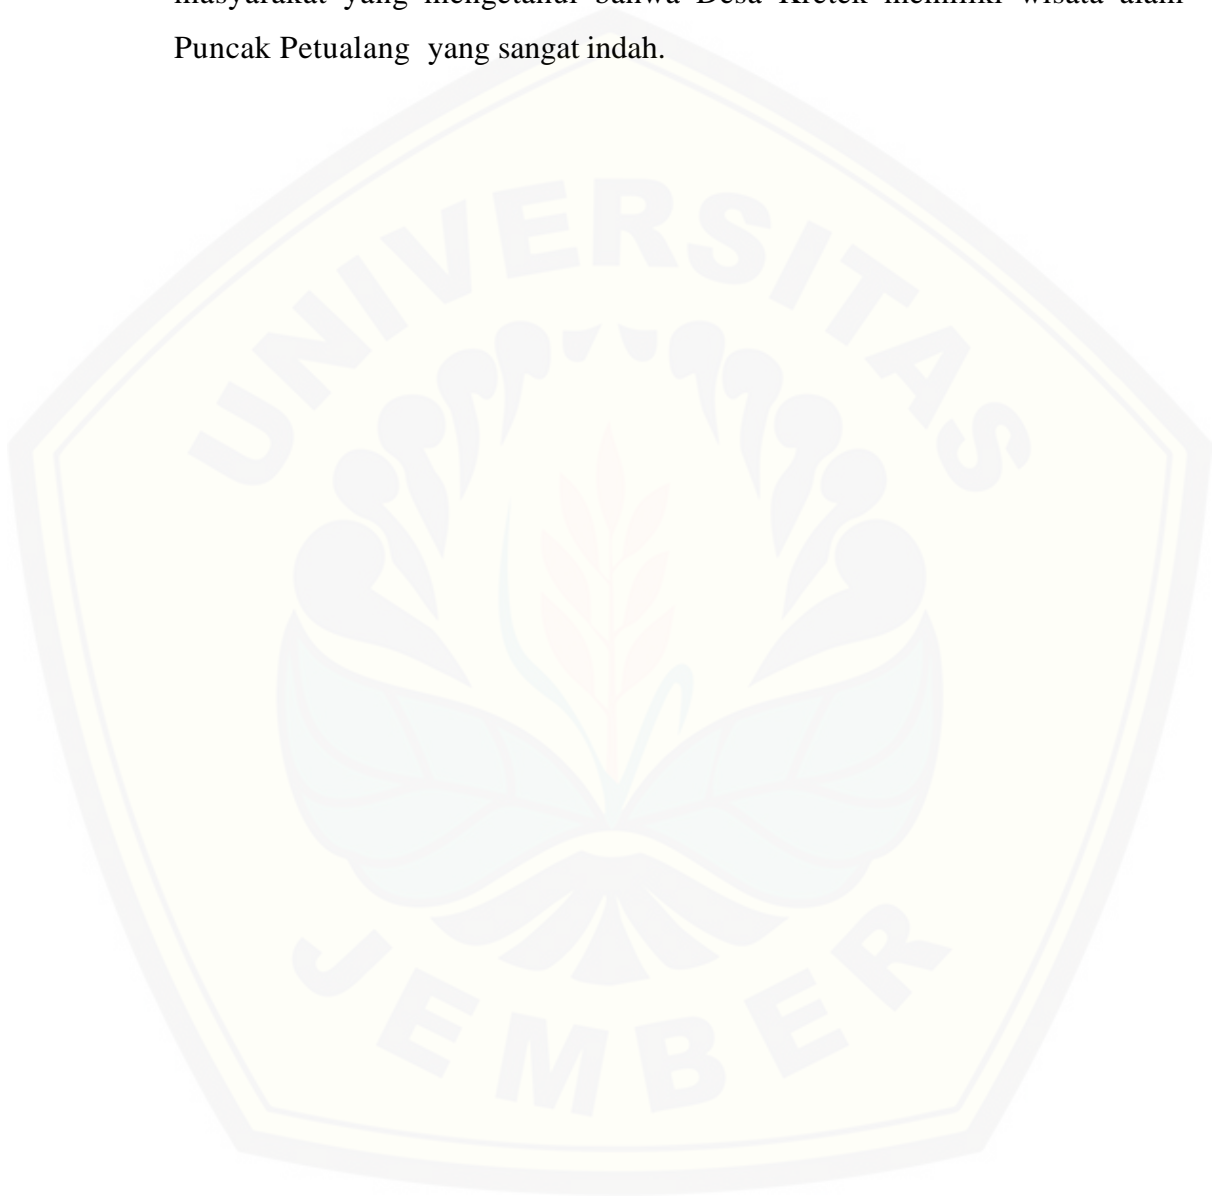 masyarakat yang mengetahui bahwa Desa Kretek memiliki wisata alam
Puncak Petualang yang sangat indah.
UNIVERSITAS
JEMBER